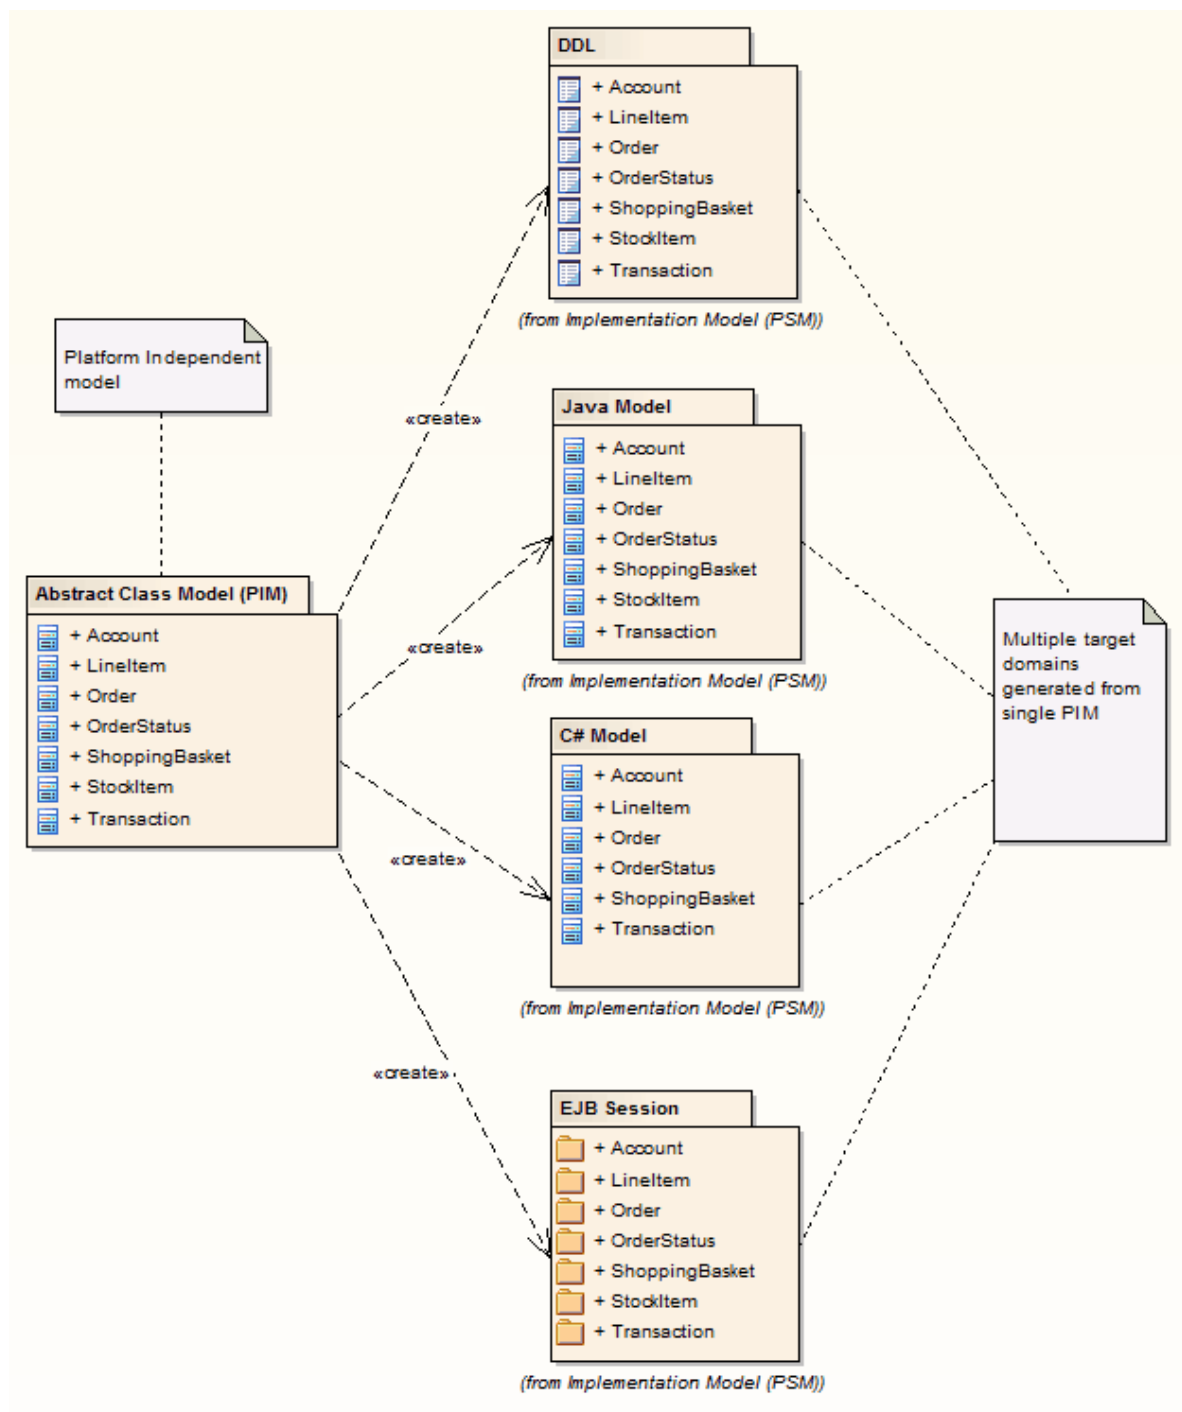 DDL
+ Account
+ LineItem
+ Order
+ OrderStatus
+ ShoppingBasket
+ StockItem
+ Transaction
(from Implementation Model (PSM))
Platform Independent
model
«create»
Java Model
+ Account
+ LineItem
+ Order
+ OrderStatus
+ ShoppingBasket
+ StockItem
+ Transaction
(from Implementation Model (PSM))
Abstract Class Model (PIM)
+ Account
+ LineItem
+ Order
+ OrderStatus
+ ShoppingBasket
+ StockItem
+ Transaction
«create»
Multiple target
domains
generated from
single PIM
C# Model
+ Account
+ LineItem
+ Order
+ OrderStatus
+ ShoppingBasket
+ Transaction
(from Implementation Model (PSM))
«create»
«create»
EJB Session
+ Account
+ LineItem
+ Order
+ OrderStatus
+ ShoppingBasket
+ StockItem
+ Transaction
(from Implementation Model (PSM))